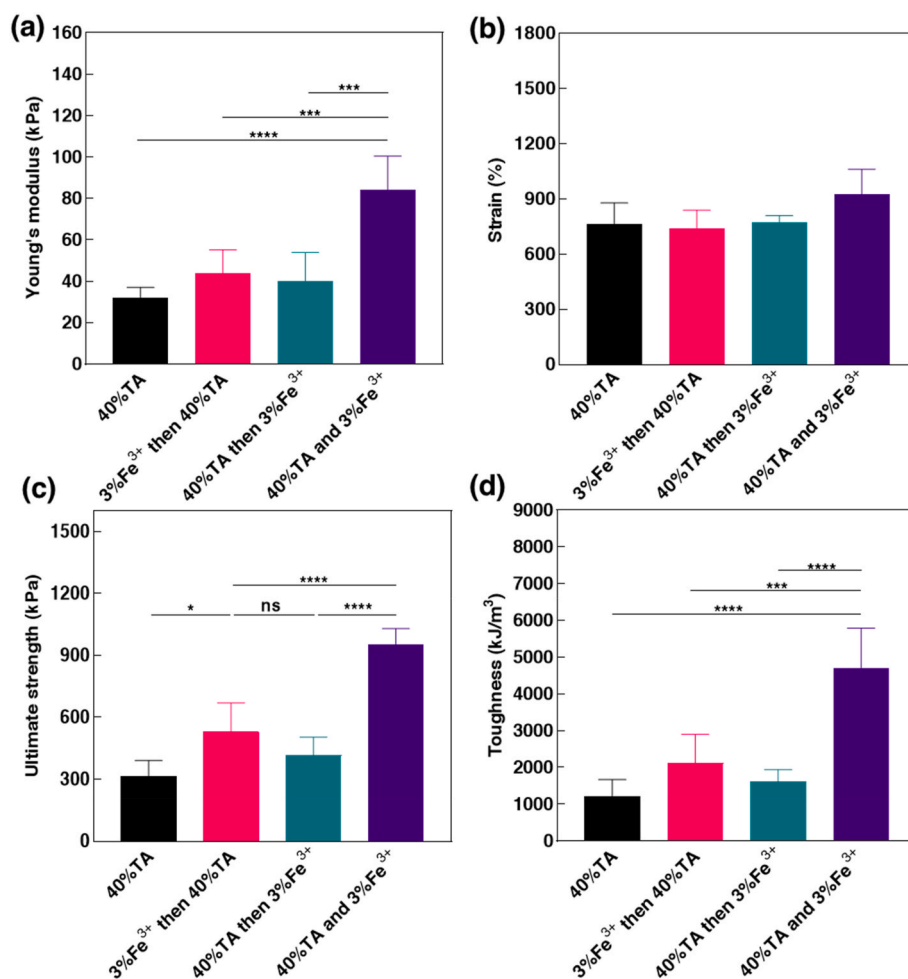 (a)
Young's modulus (kPa)
160
140
120
100
80
60
40
20
0
***
***
****
40%TA
3%Fe³⁺ then 40%TA
40%TA then 3%Fe³⁺
40%TA and 3%Fe³⁺
(b)
Strain (%)
1800
1500
1200
900
600
300
0
40%TA
3%Fe³⁺ then 40%TA
40%TA then 3%Fe³⁺
40%TA and 3%Fe³⁺
(c)
Ultimate strength (kPa)
1500
1200
900
600
300
0
****
* ns ****
40%TA
3%Fe³⁺ then 40%TA
40%TA then 3%Fe³⁺
40%TA and 3%Fe³⁺
(d)
Toughness (kJ/m³)
9000
8000
7000
6000
5000
4000
3000
2000
1000
0
****
***
****
40%TA
3%Fe³⁺ then 40%TA
40%TA then 3%Fe³⁺
40%TA and 3%Fe³⁺